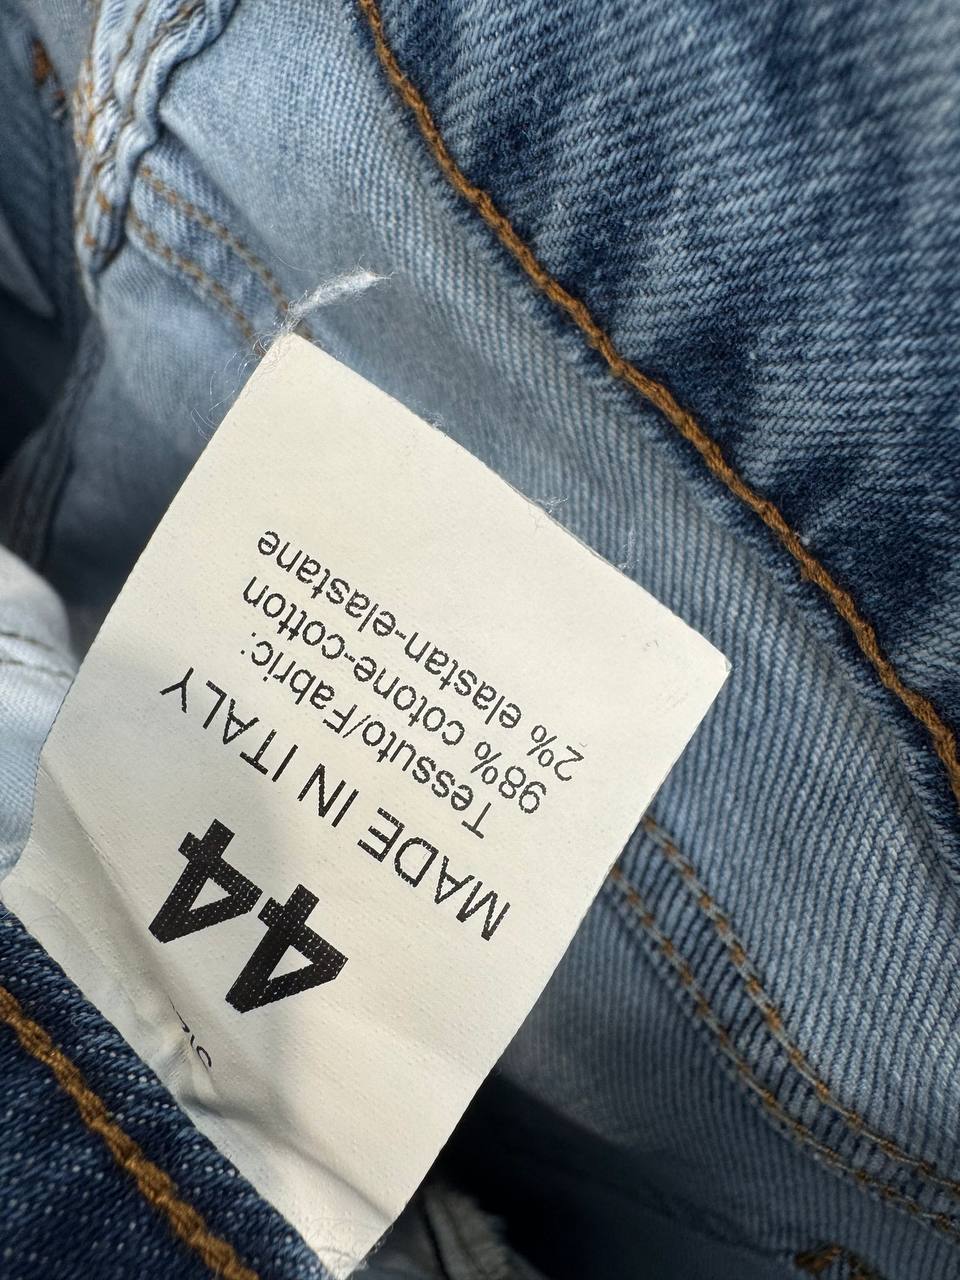 44
MADE IN ITALY
Tessuto/Fabric:
98% cotone-cotton
2% elastan-elastane